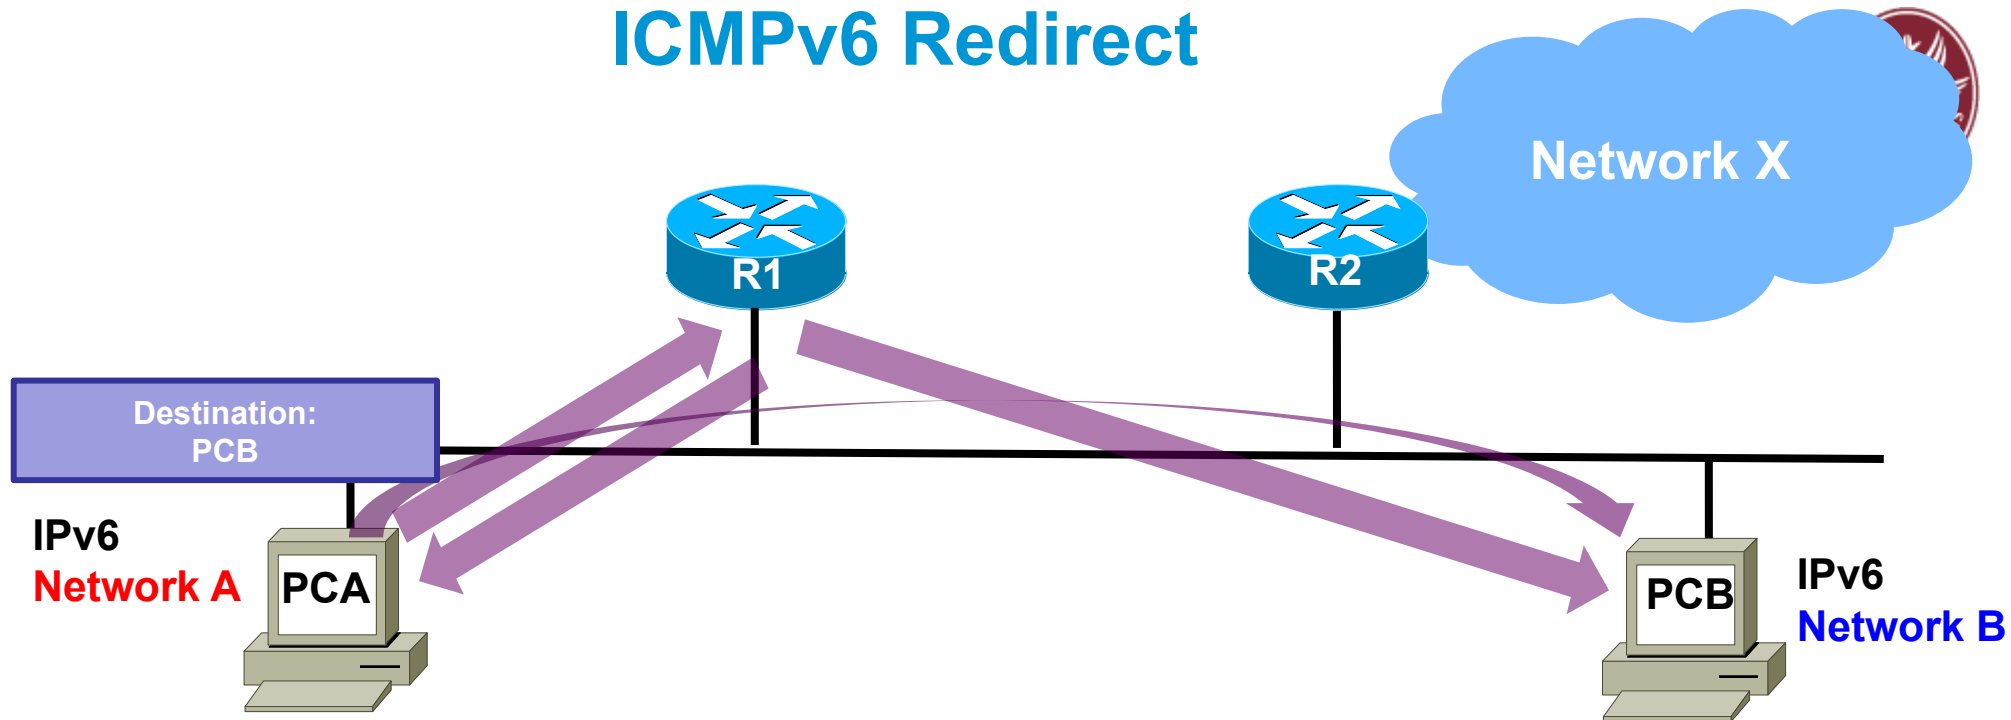 ICMPv6 Redirect
Network X
R1
R2
Destination:
PCB
IPv6
Network A
PCA
PCB
IPv6
Network B